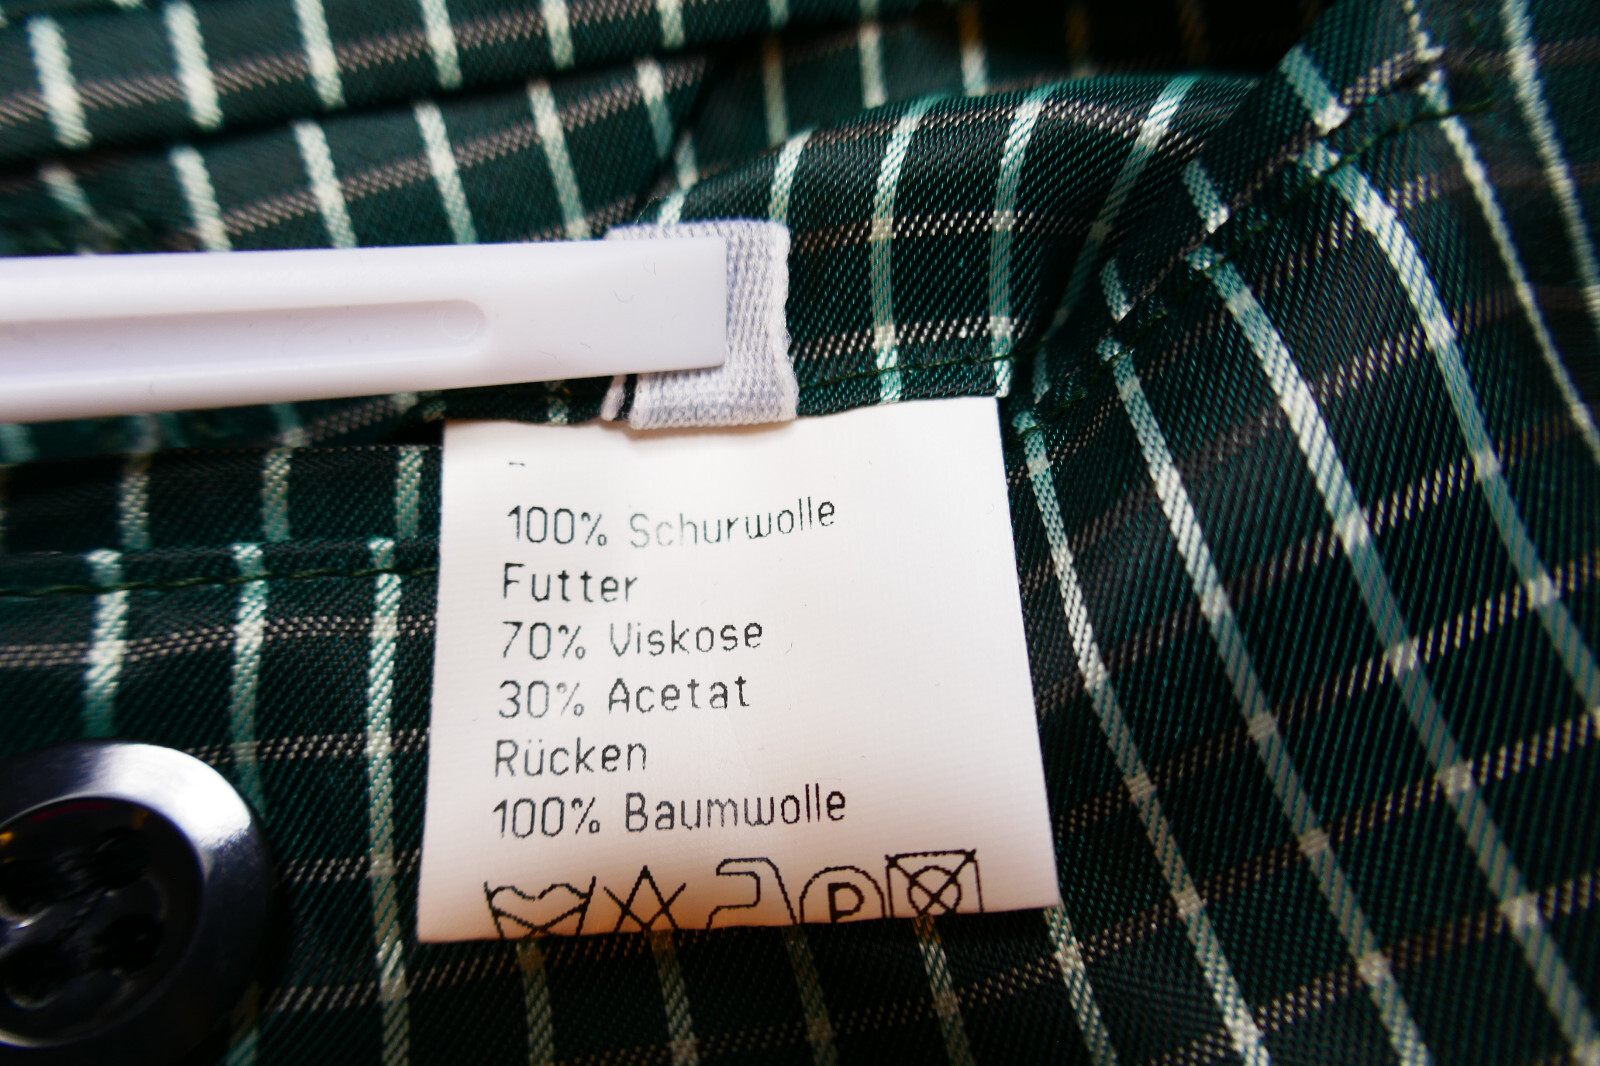 100% Schurwolle
Futter
70% Viskose
30% Acetat
Rücken
100% Baumwolle
P